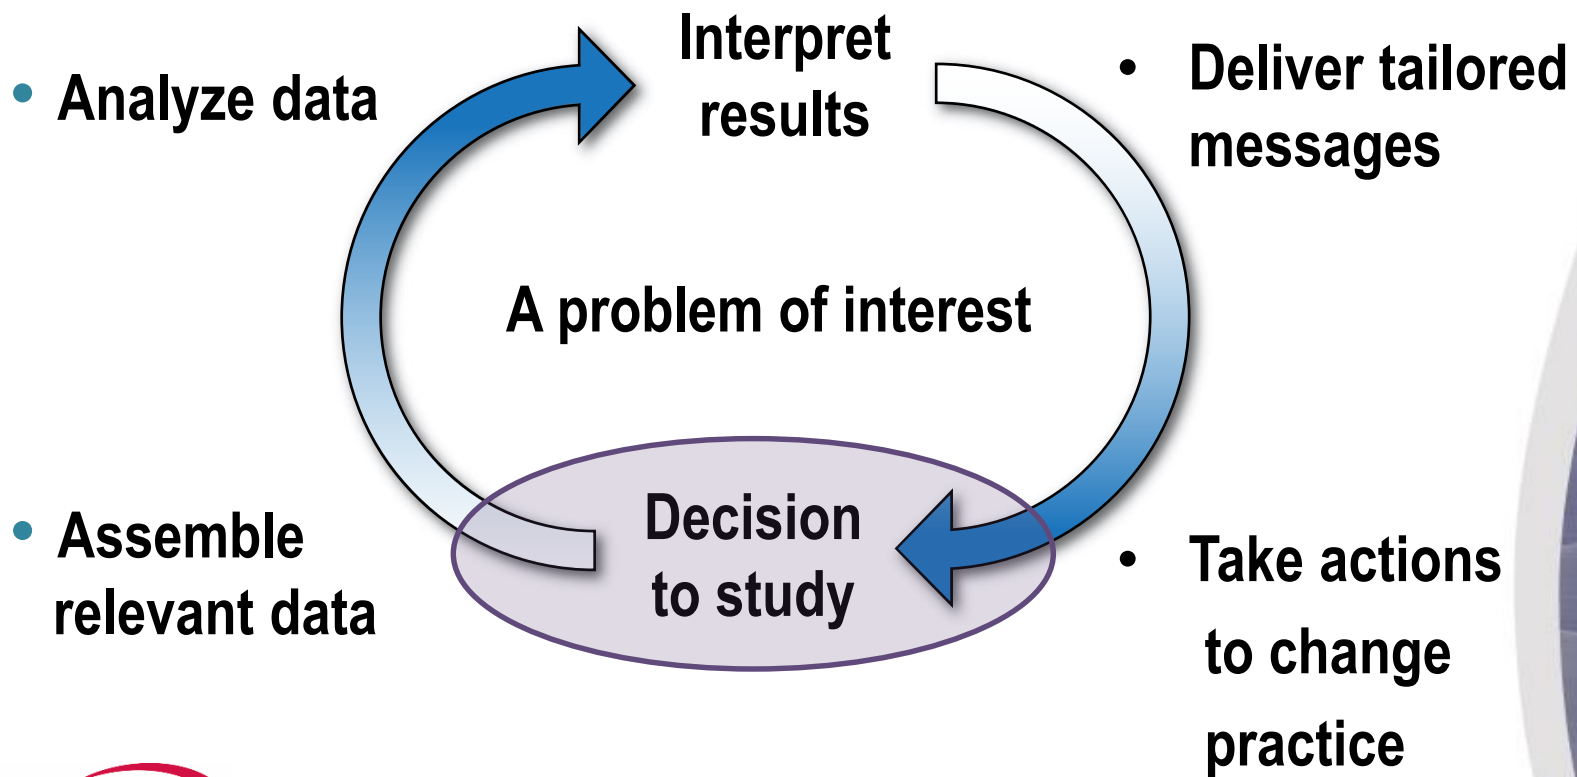 Interpret
results
• Analyze data
• Deliver tailored
messages
A problem of interest
Decision
to study
• Assemble
relevant data
• Take actions
to change
practice